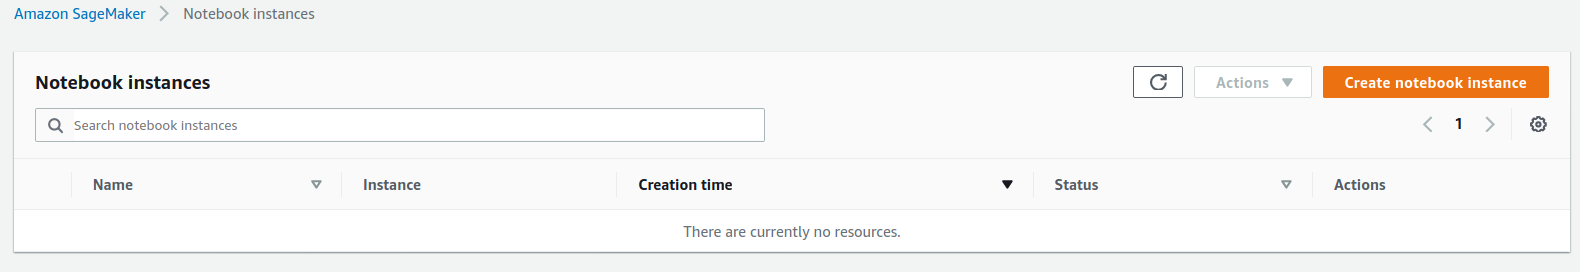 Amazon SageMaker > Notebook instances
Notebook instances
Actions
Create notebook instance
Search notebook instances
1
Name Instance Creation time Status Actions
There are currently no resources.